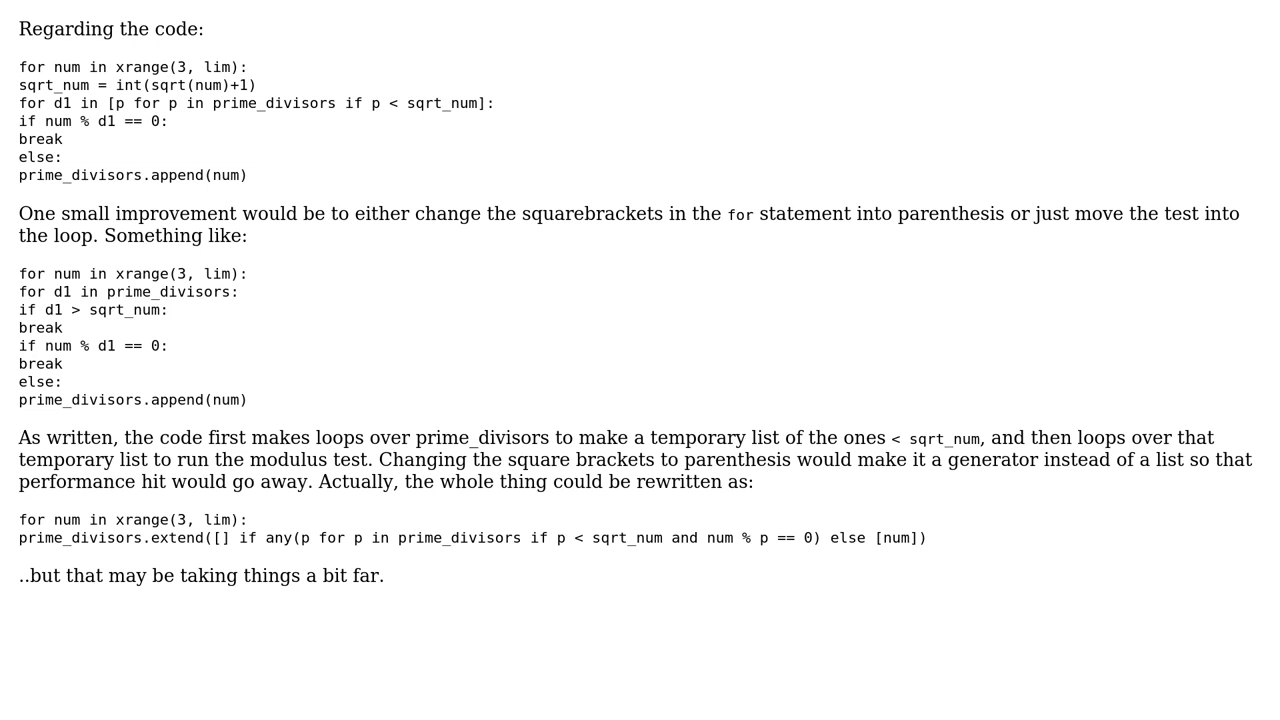 Regarding the code:
for num in xrange(3, lim):
sqrt_num = int(sqrt(num)+1)
for d1 in [p for p in prime_divisors if p < sqrt_num]:
if num % d1 == 0:
break
else:
prime_divisors.append(num)
One small improvement would be to either change the squarebrackets in the for statement into parenthesis or just move the test into
the loop. Something like:
for num in xrange(3, lim):
for d1 in prime_divisors:
if d1 > sqrt_num:
break
if num % d1 == 0:
break
else:
prime_divisors.append(num)
As written, the code first makes loops over prime_divisors to make a temporary list of the ones < sqrt_num, and then loops over that
temporary list to run the modulus test. Changing the square brackets to parenthesis would make it a generator instead of a list so that
performance hit would go away. Actually, the whole thing could be rewritten as:
for num in xrange(3, lim):
prime_divisors.extend([] if any(p for p in prime_divisors if p < sqrt_num and num % p == 0) else [num])
..but that may be taking things a bit far.